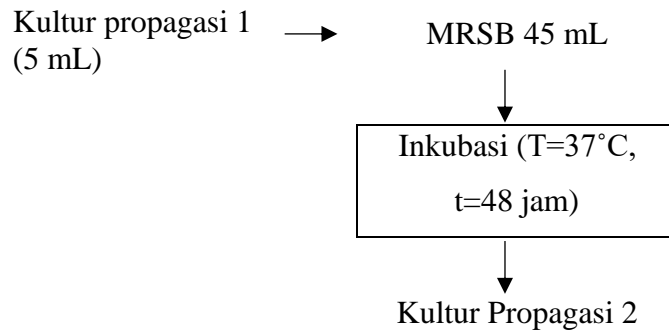 Kultur propagasi 1
(5 mL)
MRSB 45 mL
Inkubasi (T=37˚C,
t=48 jam)
Kultur Propagasi 2